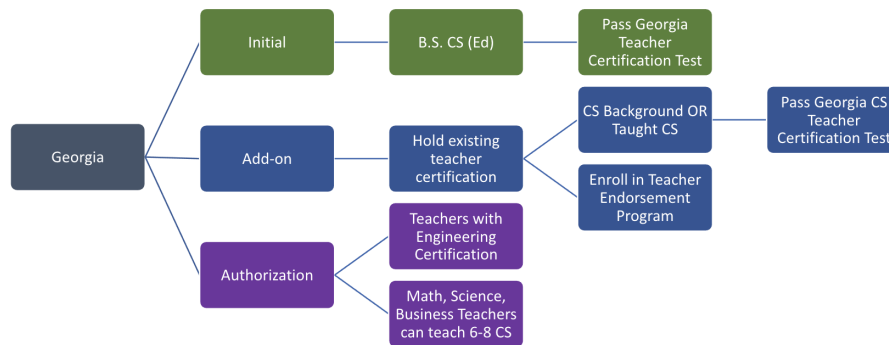 Georgia
Initial
B.S. CS (Ed)
Pass Georgia
Teacher
Certification Test
Add-on
Hold existing
teacher
certification
CS Background OR
Taught CS
Pass Georgia CS
Teacher
Certification Test
Enroll in Teacher
Endorsement
Program
Authorization
Teachers with
Engineering
Certification
Math, Science,
Business Teachers
can teach 6-8 CS